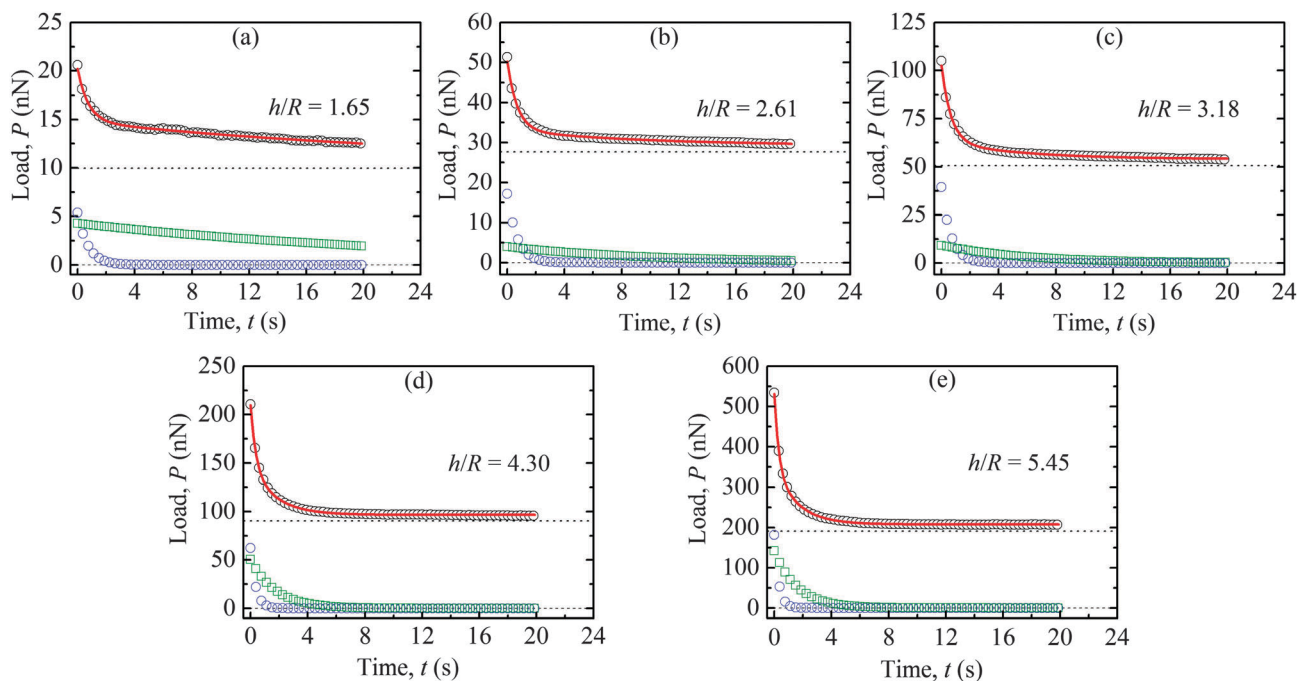 (a)
h/R = 1.65
Load, P (nN)
25
20
15
10
5
0
0 4 8 12 16 20 24
Time, t (s)
(b)
h/R = 2.61
Load, P (nN)
60
50
40
30
20
10
0
0 4 8 12 16 20 24
Time, t (s)
(c)
h/R = 3.18
Load, P (nN)
125
100
75
50
25
0
0 4 8 12 16 20 24
Time, t (s)
(d)
h/R = 4.30
Load, P (nN)
250
200
150
100
50
0
0 4 8 12 16 20 24
Time, t (s)
(e)
h/R = 5.45
Load, P (nN)
600
500
400
300
200
100
0
0 4 8 12 16 20 24
Time, t (s)